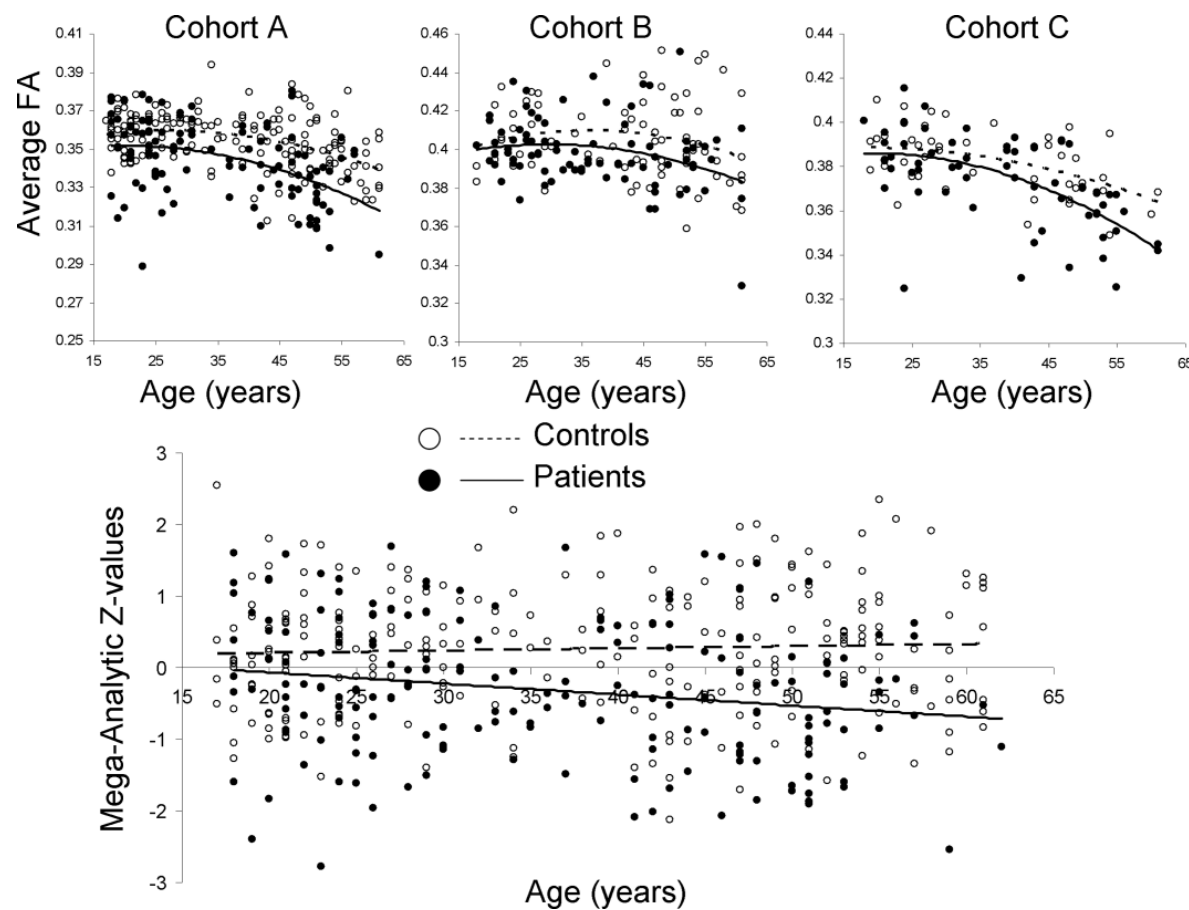 Cohort A
Cohort B
Cohort C
Average FA
0.41
0.39
0.37
0.35
0.33
0.31
0.29
0.27
0.25
15 25 35 45 55 65
Age (years)
0.46
0.44
0.42
0.4
0.38
0.36
0.34
0.32
0.3
15 25 35 45 55 65
Age (years)
0.44
0.42
0.4
0.38
0.36
0.34
0.32
0.3
15 25 35 45 55 65
Age (years)
Controls
Patients
Mega-Analytic Z-values
3
2
1
0
-1
-2
-3
15 20 25 30 35 40 45 50 55 60 65
Age (years)